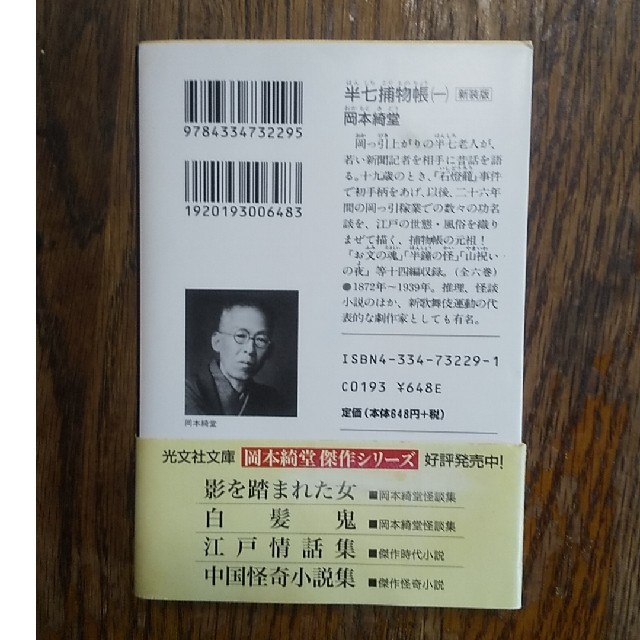 9784334732295
1920193006483
岡本綺堂
半七捕物帳(一) 新装版
岡本綺堂
岡っ引上がりの半七老人が、
若い新聞記者を相手に昔話を語
る。十九歳のとき、「石燈籠」事件
で初手柄をあげ、以後、二十六年
間の岡っ引稼業での数々の功名
談を、江戸の世態・風俗を織り
まぜて描く、捕物帳の元祖!
「お文の魂」「半鐘の怪」「山祝い
の夜」等十四編収録。(全六巻)
●1872年~1939年。推理、怪談
小説のほか、新歌舞伎運動の代
表的な劇作家としても有名。
ISBN4-334-73229-1
C0193 ¥648E
定価(本体648円+税)
光文社文庫 岡本綺堂 傑作シリーズ 好評発売中!
影を踏まれた女 ■岡本綺堂怪談集
白髪鬼 ■岡本綺堂怪談集
江戸情話集 ■傑作時代小説
中国怪奇小説集 ■傑作怪奇小説